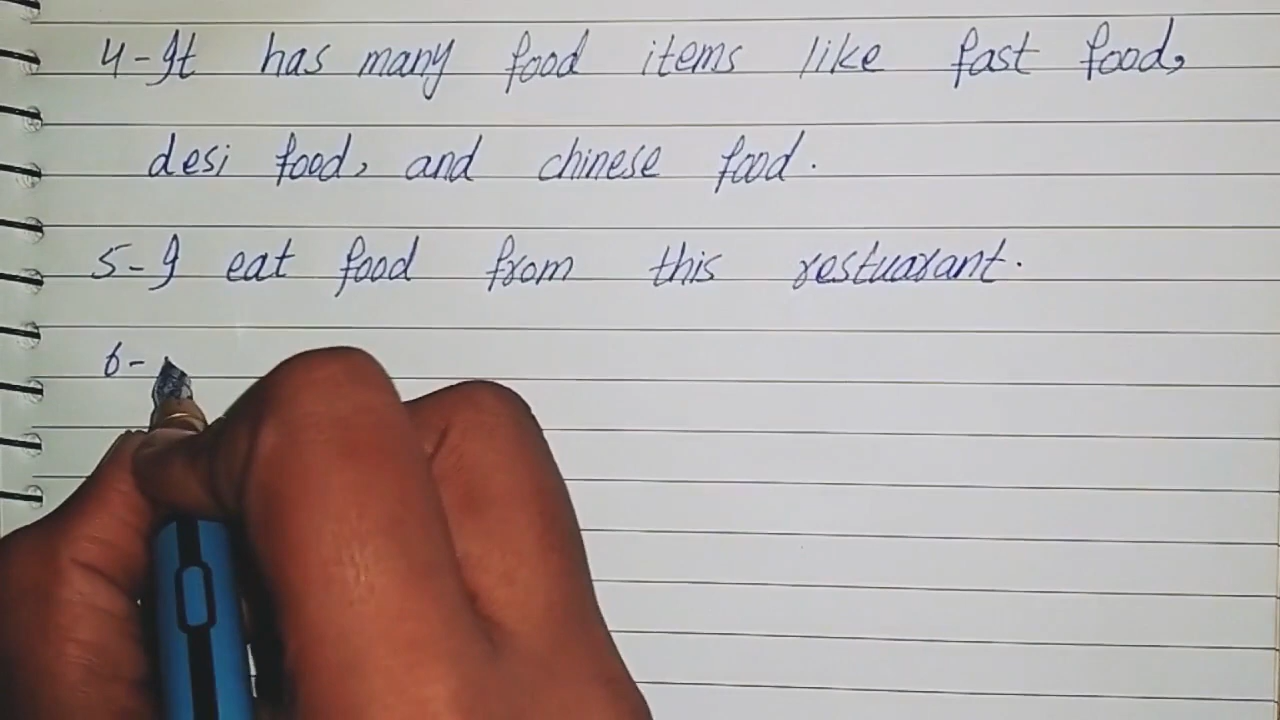 4-It has many food items like fast food,
desi food, and chinese food.
5-I eat food from this restuarant.
6-